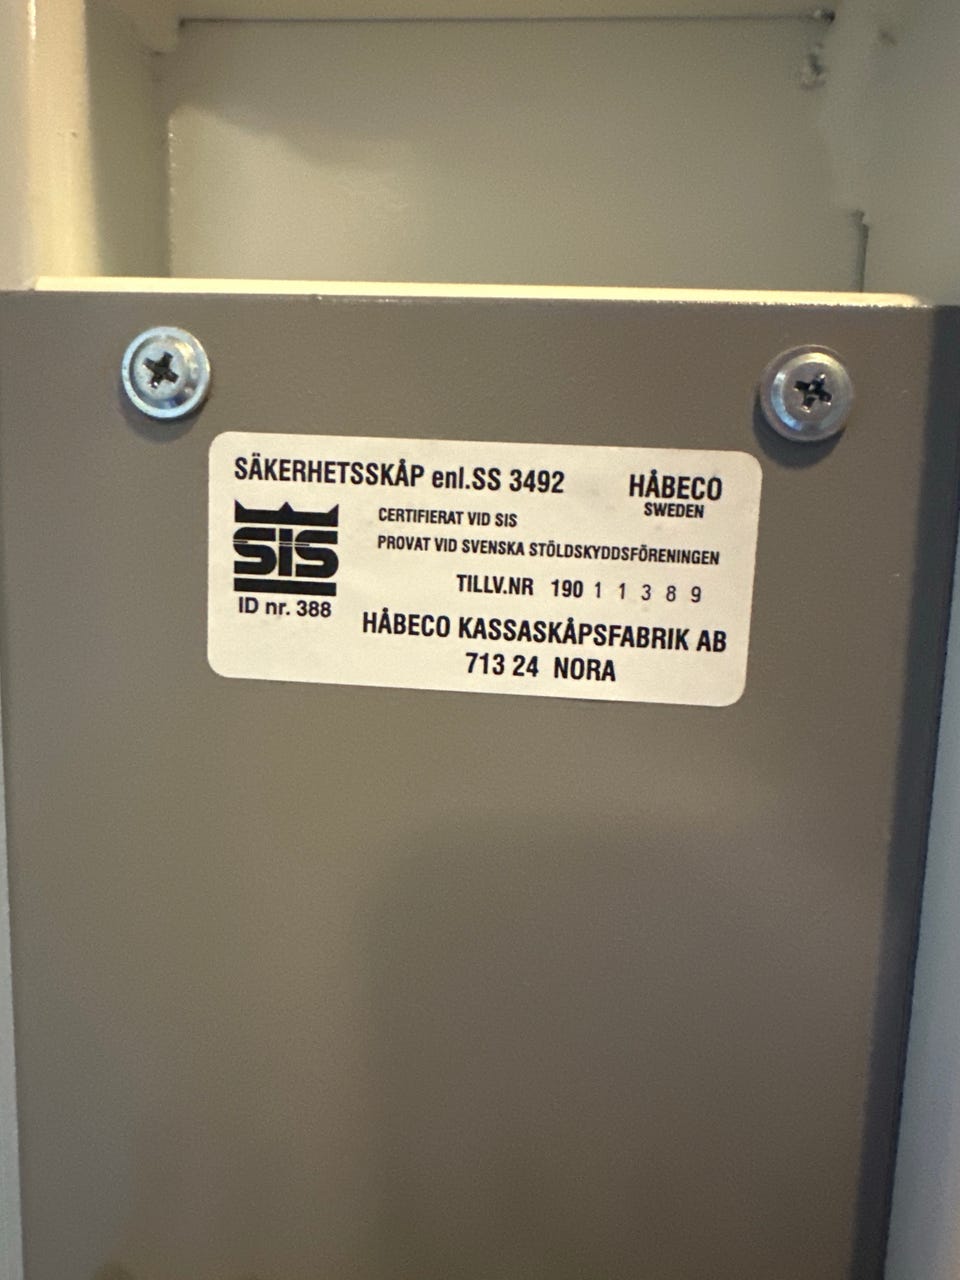 SÄKERHETSSKÅP enl.SS 3492
HÅBECO
SWEDEN
CERTIFIERAT VID SIS
PROVAT VID SVENSKA STÖLDSKYDDSFÖRENINGEN
SIS
ID nr. 388
TILLV.NR 190 1 1 3 8 9
HÅBECO KASSASKÅPSFABRIK AB
713 24 NORA